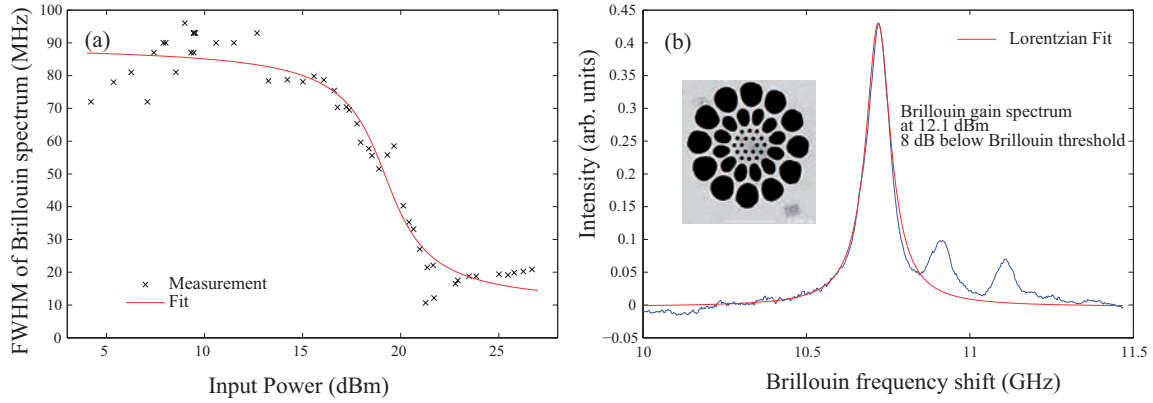 (a)
FWHM of Brillouin spectrum (MHz)
100
90
80
70
60
50
40
30
20
10
0
Measurement
Fit
5
10
15
20
25
Input Power (dBm)
(b)
Intensity (arb. units)
0.45
0.4
0.35
0.3
0.25
0.2
0.15
0.1
0.05
0
−0.05
Lorentzian Fit
Brillouin gain spectrum
at 12.1 dBm
8 dB below Brillouin threshold
10
10.5
11
11.5
Brillouin frequency shift (GHz)